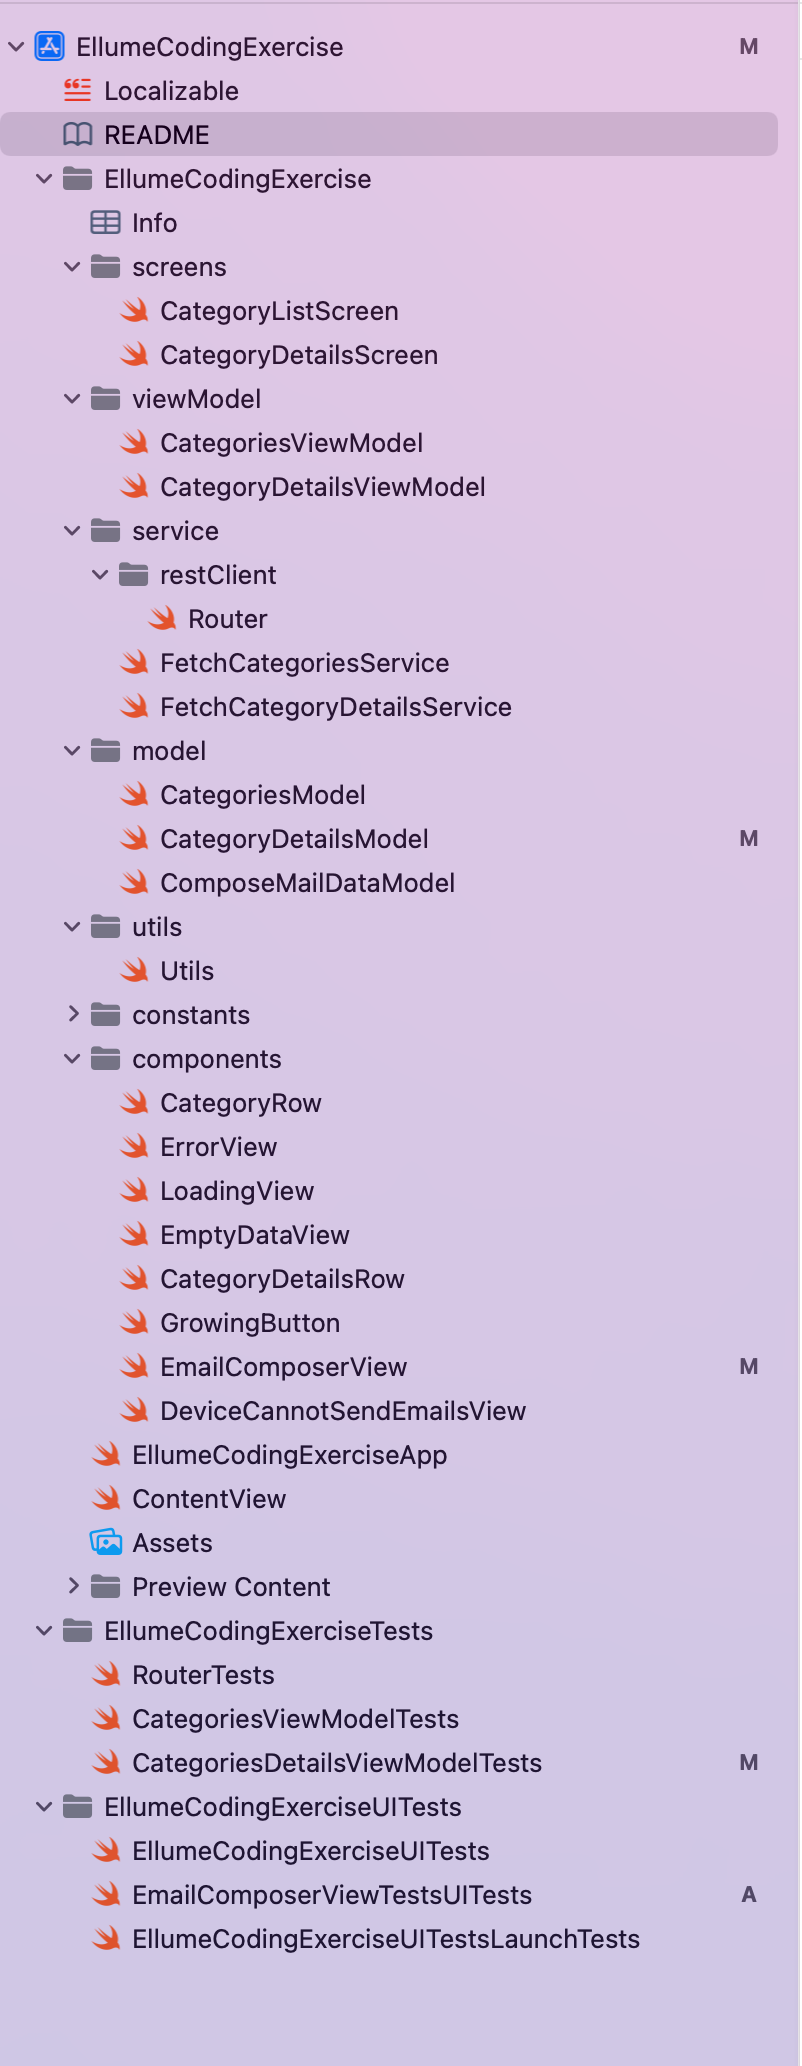 EllumeCodingExercise M
Localizable
README
EllumeCodingExercise
Info
screens
CategoryListScreen
CategoryDetailsScreen
viewModel
CategoriesViewModel
CategoryDetailsViewModel
service
restClient
Router
FetchCategoriesService
FetchCategoryDetailsService
model
CategoriesModel
CategoryDetailsModel M
ComposeMailDataModel
utils
Utils
constants
components
CategoryRow
ErrorView
LoadingView
EmptyDataView
CategoryDetailsRow
GrowingButton
EmailComposerView M
DeviceCannotSendEmailsView
EllumeCodingExerciseApp
ContentView
Assets
Preview Content
EllumeCodingExerciseTests
RouterTests
CategoriesViewModelTests
CategoriesDetailsViewModelTests M
EllumeCodingExerciseUITests
EllumeCodingExerciseUITests
EmailComposerViewTestsUITests A
EllumeCodingExerciseUITestsLaunchTests